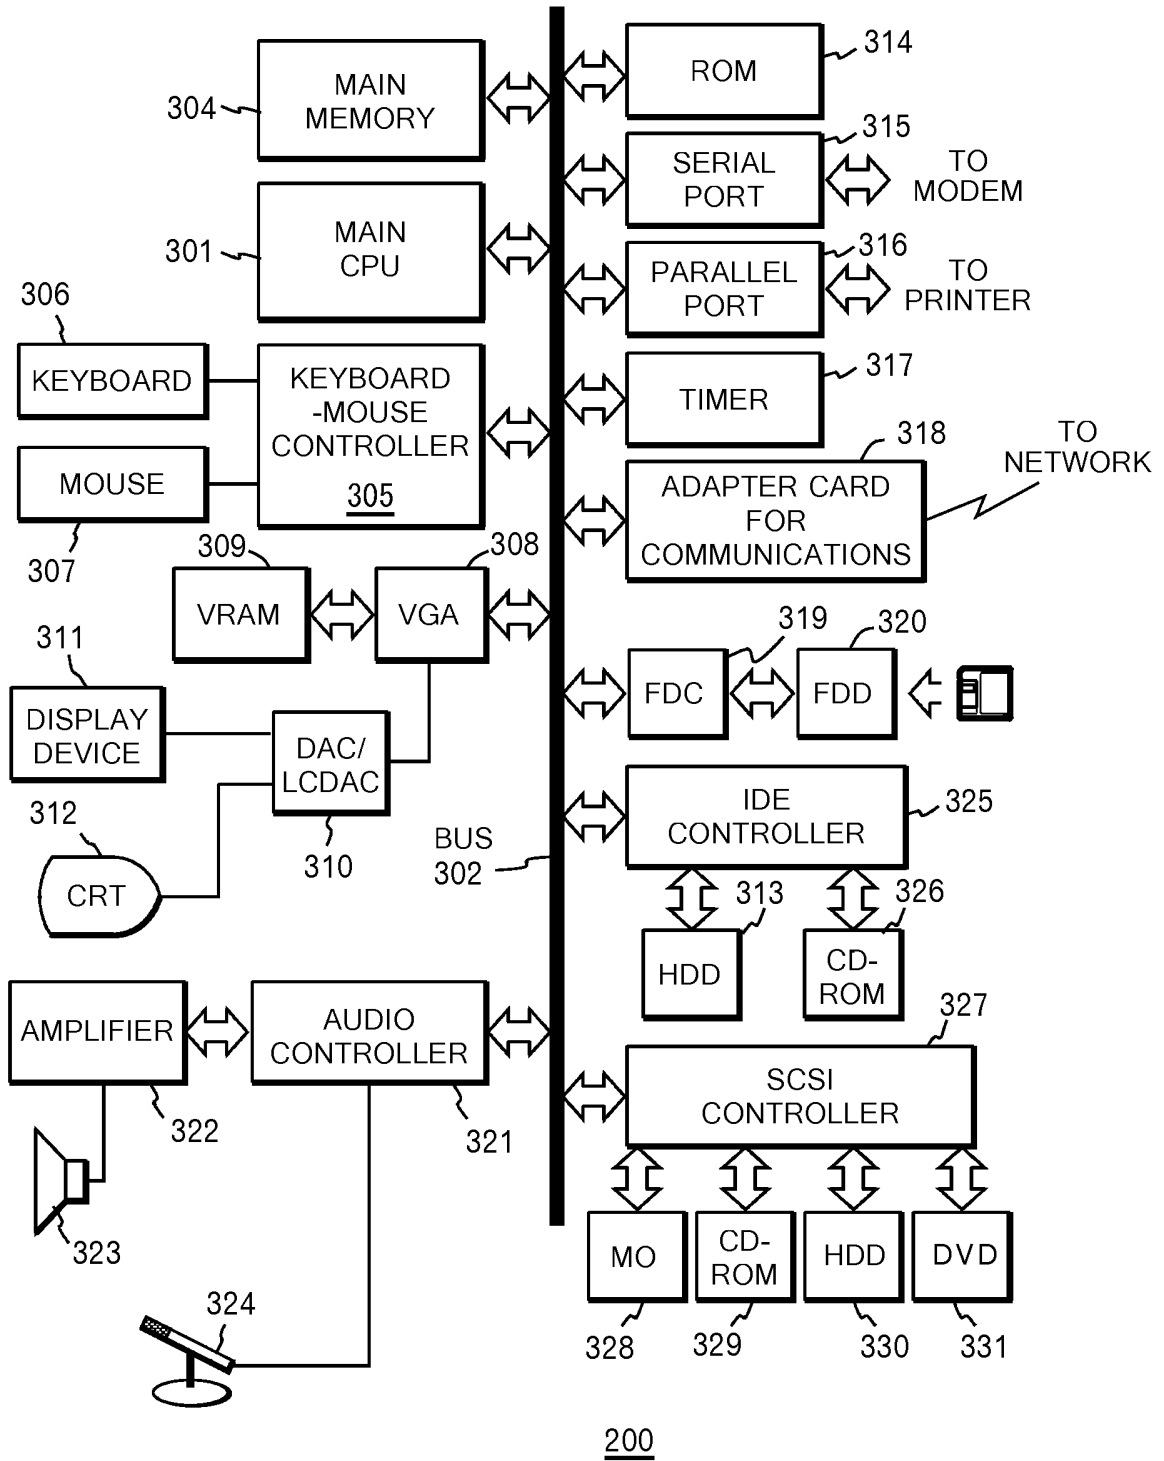 304
MAIN
MEMORY
301
MAIN
CPU
306
KEYBOARD
MOUSE
307
KEYBOARD
-MOUSE
CONTROLLER
305
309
VRAM
308
VGA
311
DISPLAY
DEVICE
DAC/
LCDAC
310
312
CRT
BUS
302
AMPLIFIER
322
AUDIO
CONTROLLER
321
323
324
ROM
314
SERIAL
PORT
315
TO
MODEM
PARALLEL
PORT
316
TO
PRINTER
TIMER
317
ADAPTER CARD
FOR
COMMUNICATIONS
318
TO
NETWORK
FDC
319
FDD
320
IDE
CONTROLLER
325
HDD
313
CD-
ROM
326
SCSI
CONTROLLER
327
MO
328
CD-
ROM
329
HDD
330
DVD
331
200